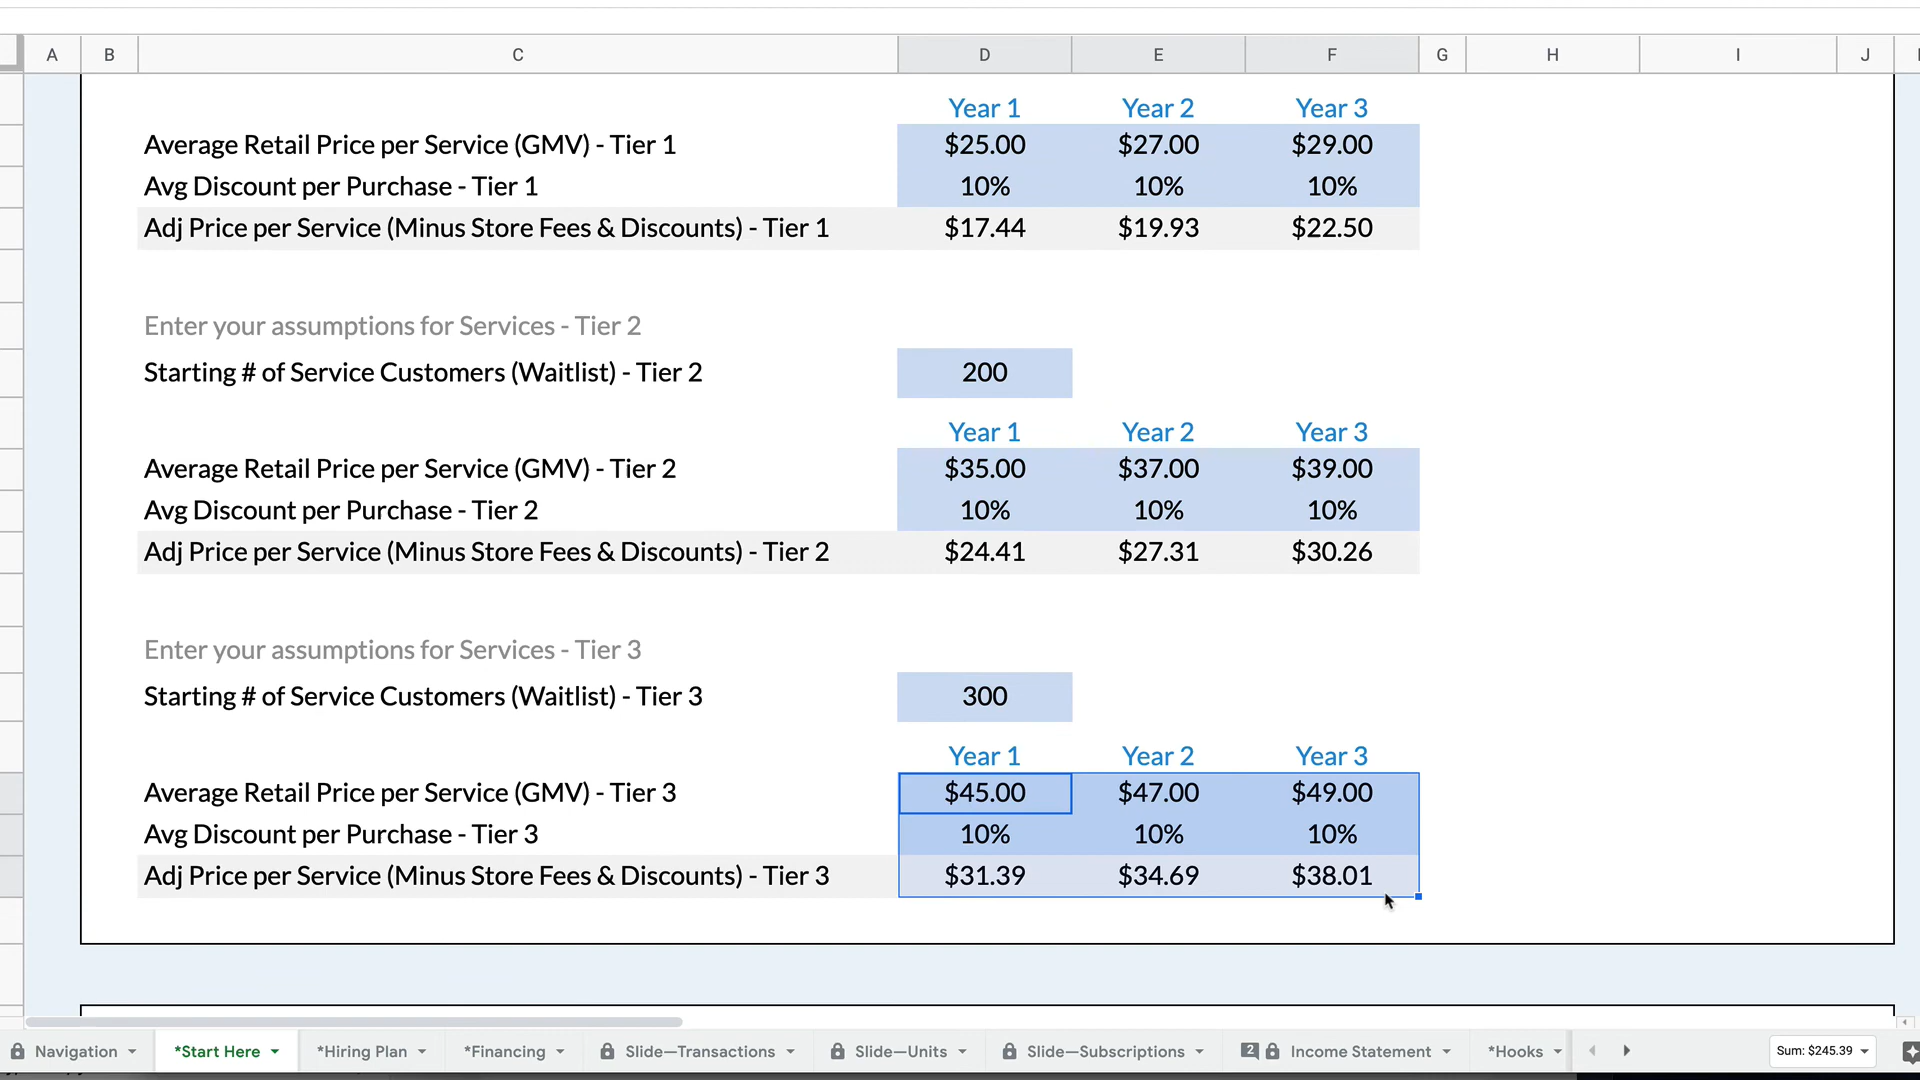 A B C D E F G H I J
Year 1 Year 2 Year 3
Average Retail Price per Service (GMV) - Tier 1 $25.00 $27.00 $29.00
Avg Discount per Purchase - Tier 1 10% 10% 10%
Adj Price per Service (Minus Store Fees & Discounts) - Tier 1 $17.44 $19.93 $22.50
Enter your assumptions for Services - Tier 2
Starting # of Service Customers (Waitlist) - Tier 2 200
Year 1 Year 2 Year 3
Average Retail Price per Service (GMV) - Tier 2 $35.00 $37.00 $39.00
Avg Discount per Purchase - Tier 2 10% 10% 10%
Adj Price per Service (Minus Store Fees & Discounts) - Tier 2 $24.41 $27.31 $30.26
Enter your assumptions for Services - Tier 3
Starting # of Service Customers (Waitlist) - Tier 3 300
Year 1 Year 2 Year 3
Average Retail Price per Service (GMV) - Tier 3 $45.00 $47.00 $49.00
Avg Discount per Purchase - Tier 3 10% 10% 10%
Adj Price per Service (Minus Store Fees & Discounts) - Tier 3 $31.39 $34.69 $38.01
Navigation *Start Here *Hiring Plan *Financing Slide—Transactions Slide—Units Slide—Subscriptions 2 Income Statement *Hooks Sum: $245.39